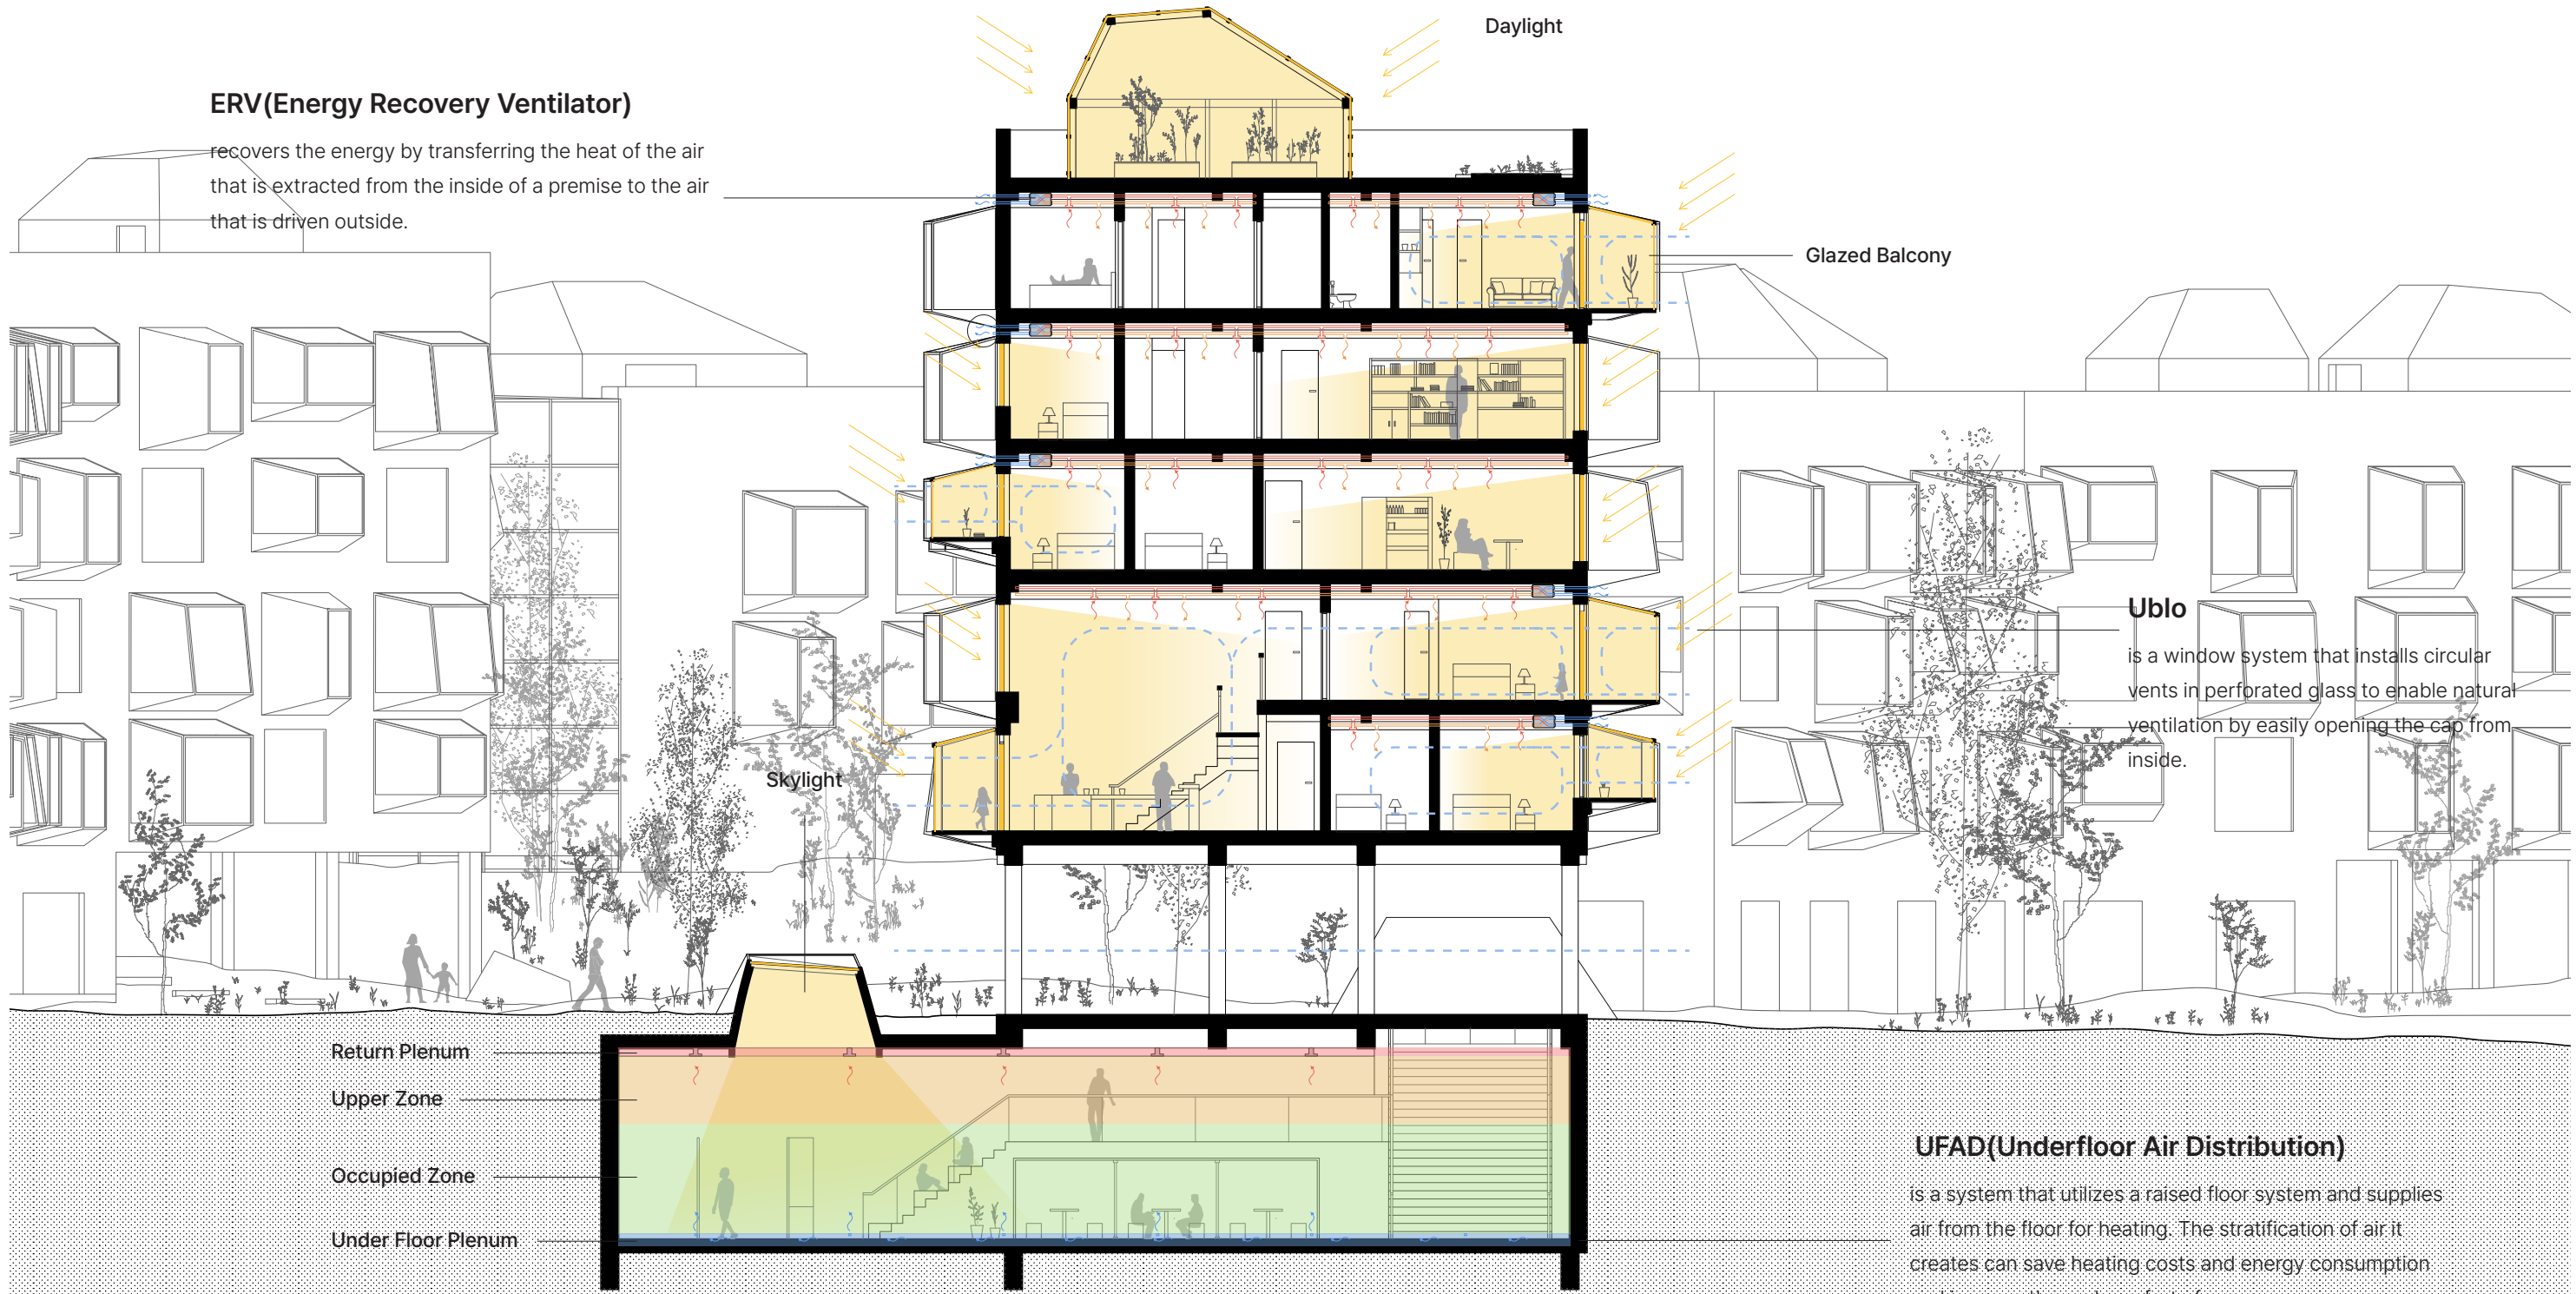 Daylight
ERV(Energy Recovery Ventilator)
recovers the energy by transferring the heat of the air
that is extracted from the inside of a premise to the air
that is driven outside.
Glazed Balcony
Ublo
is a window system that installs circular
vents in perforated glass to enable natural
ventilation by easily opening the cap from
inside.
Skylight
Return Plenum
Upper Zone
Occupied Zone
Under Floor Plenum
UFAD(Underfloor Air Distribution)
is a system that utilizes a raised floor system and supplies
air from the floor for heating. The stratification of air it
creates can save heating costs and energy consumption